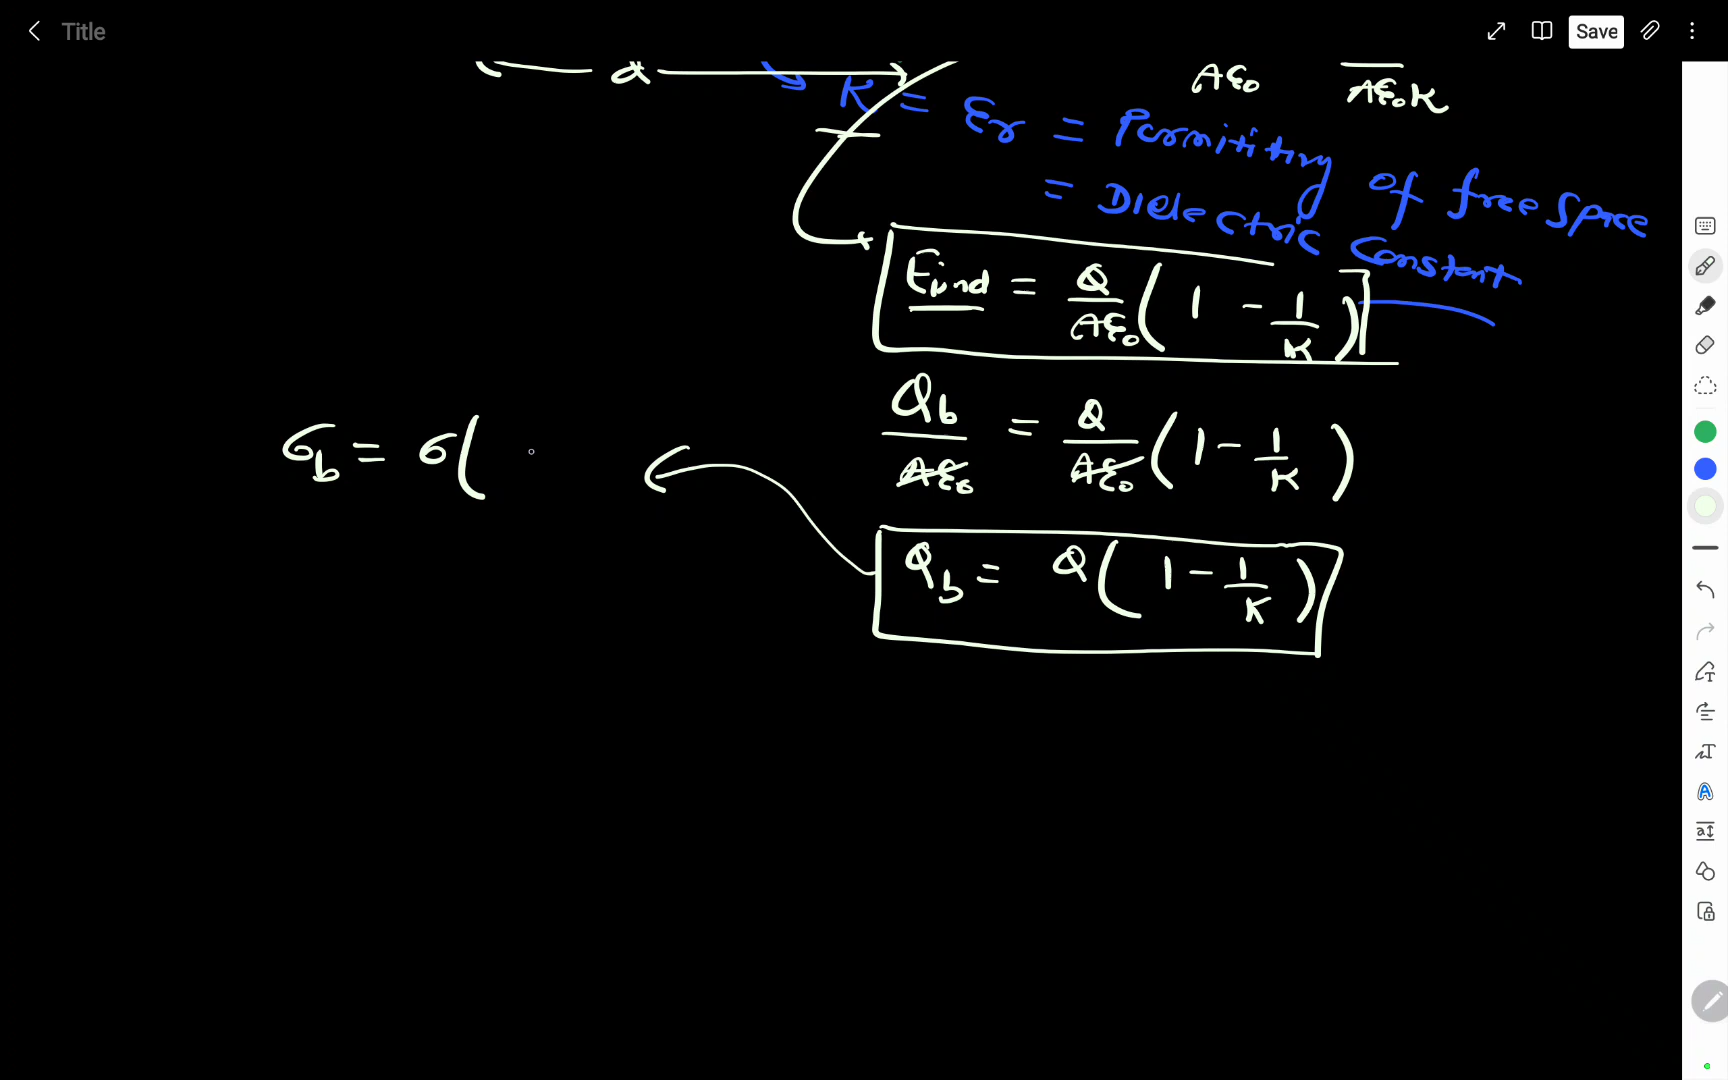 Title
Save
d
Aε₀ Aε₀K
K = εr = Permititivy of free space
= Dielectric Constant
Eind = Q/Aε₀ (1 - 1/K)
Qb/Aε₀ = Q/Aε₀ (1 - 1/K)
σb = σ(
Qb = Q(1 - 1/K)